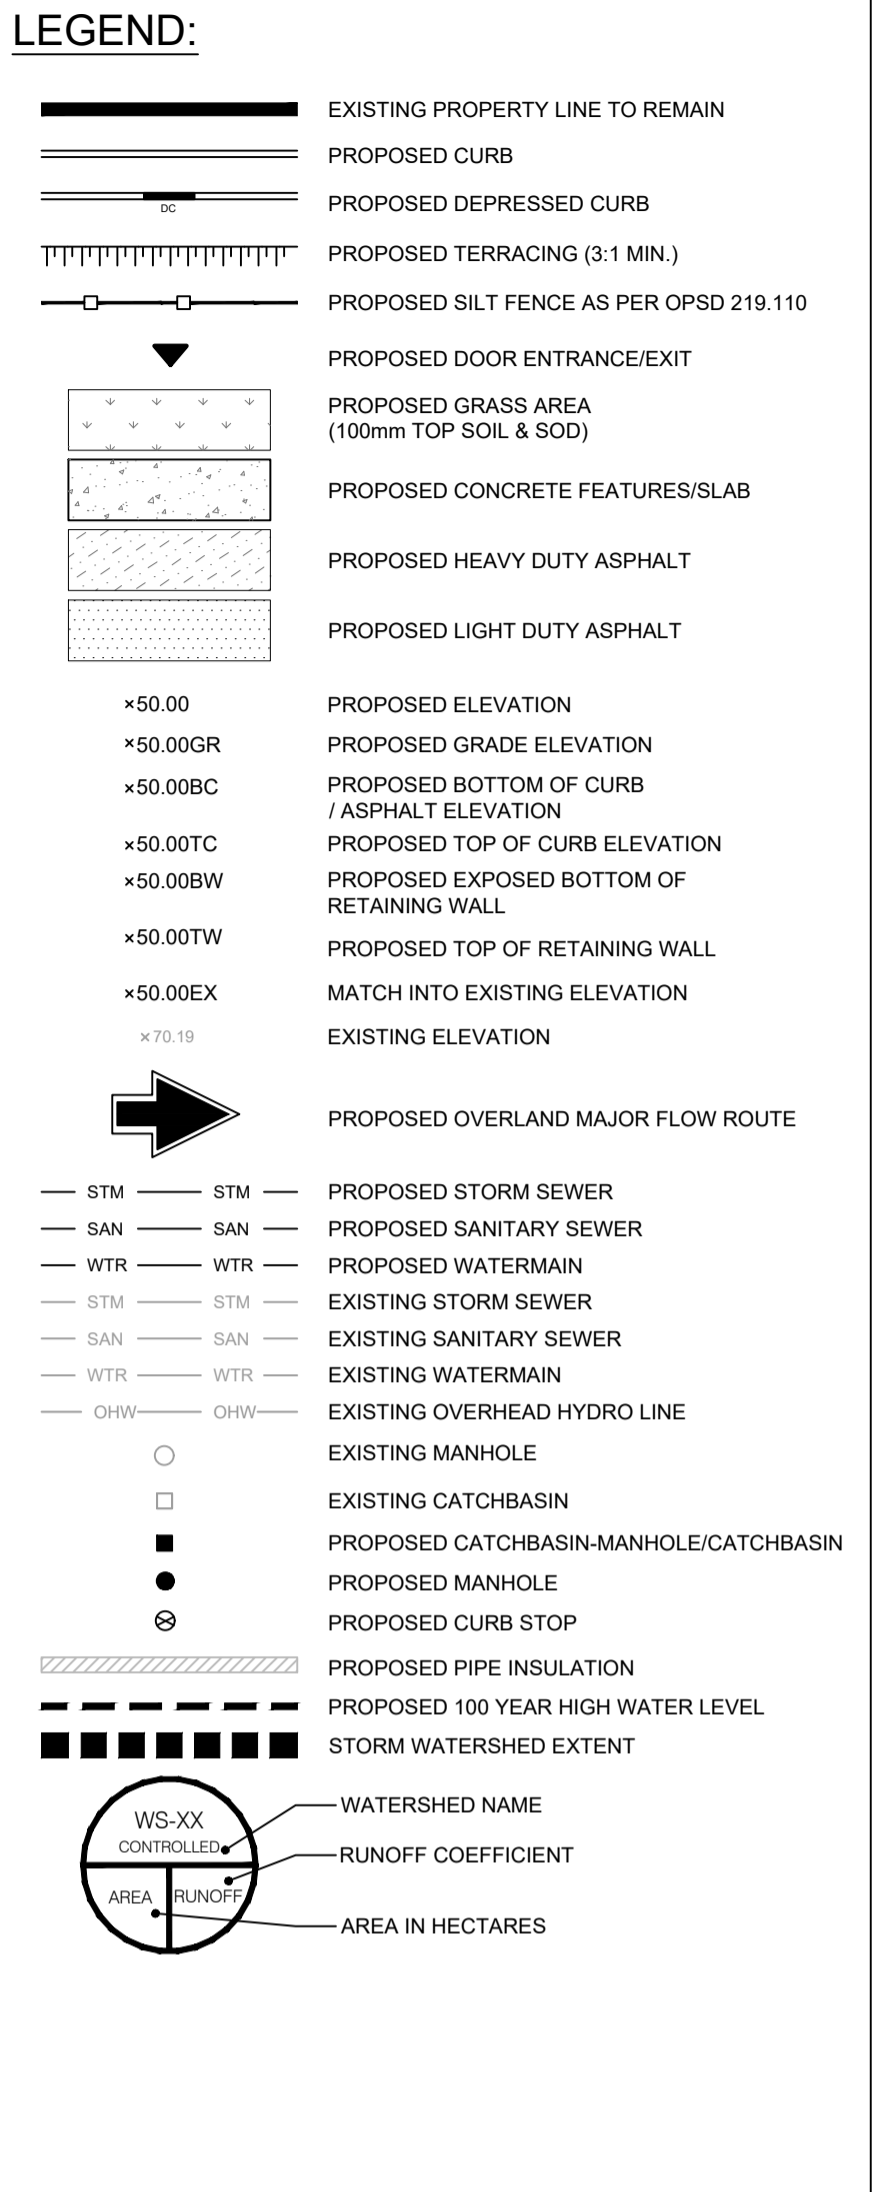 LEGEND:
EXISTING PROPERTY LINE TO REMAIN
PROPOSED CURB
DC
PROPOSED DEPRESSED CURB
PROPOSED TERRACING (3:1 MIN.)
PROPOSED SILT FENCE AS PER OPSD 219.110
PROPOSED DOOR ENTRANCE/EXIT
PROPOSED GRASS AREA
(100mm TOP SOIL & SOD)
PROPOSED CONCRETE FEATURES/SLAB
PROPOSED HEAVY DUTY ASPHALT
PROPOSED LIGHT DUTY ASPHALT
×50.00 PROPOSED ELEVATION
×50.00GR PROPOSED GRADE ELEVATION
×50.00BC PROPOSED BOTTOM OF CURB
/ ASPHALT ELEVATION
×50.00TC PROPOSED TOP OF CURB ELEVATION
×50.00BW PROPOSED EXPOSED BOTTOM OF
RETAINING WALL
×50.00TW PROPOSED TOP OF RETAINING WALL
×50.00EX MATCH INTO EXISTING ELEVATION
×70.19 EXISTING ELEVATION
PROPOSED OVERLAND MAJOR FLOW ROUTE
STM STM PROPOSED STORM SEWER
SAN SAN PROPOSED SANITARY SEWER
WTR WTR PROPOSED WATERMAIN
STM STM EXISTING STORM SEWER
SAN SAN EXISTING SANITARY SEWER
WTR WTR EXISTING WATERMAIN
OHW OHW EXISTING OVERHEAD HYDRO LINE
EXISTING MANHOLE
EXISTING CATCHBASIN
PROPOSED CATCHBASIN-MANHOLE/CATCHBASIN
PROPOSED MANHOLE
PROPOSED CURB STOP
PROPOSED PIPE INSULATION
PROPOSED 100 YEAR HIGH WATER LEVEL
STORM WATERSHED EXTENT
WS-XX
CONTROLLED
AREA RUNOFF
WATERSHED NAME
RUNOFF COEFFICIENT
AREA IN HECTARES